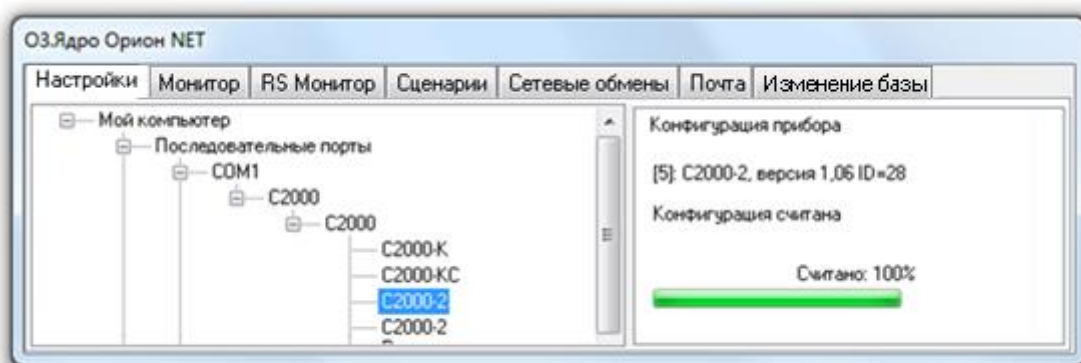 ОЗ.Ядро Орион NET
Настройки Монитор RS Монитор Сценарии Сетевые обмены Почта Изменение базы
Мой компьютер
Последовательные порты
COM1
С2000
С2000
С2000-К
С2000-КС
С2000-2
С2000-2
Конфигурация прибора
[5]: С2000-2, версия 1,06 ID=28
Конфигурация считана
Считано: 100%